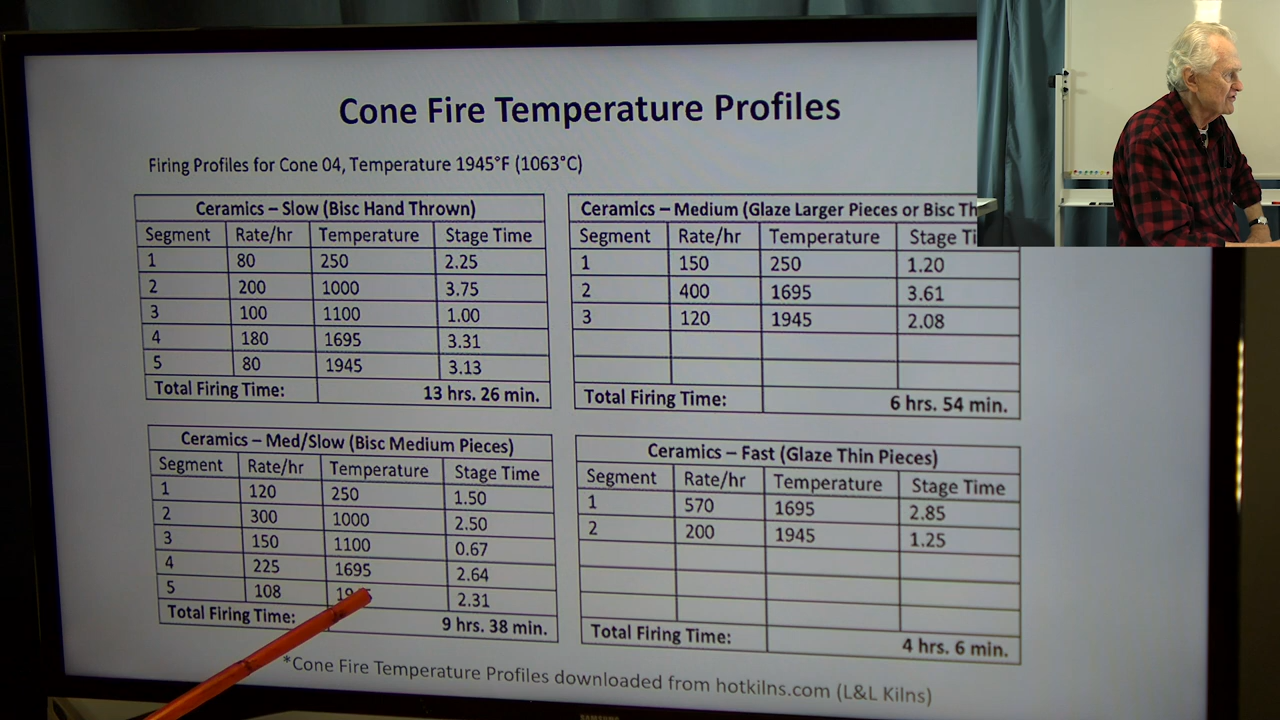 Cone Fire Temperature Profiles
Firing Profiles for Cone 04, Temperature 1945°F (1063°C)
Ceramics – Slow (Bisc Hand Thrown)
Segment Rate/hr Temperature Stage Time
1 80 250 2.25
2 200 1000 3.75
3 100 1100 1.00
4 180 1695 3.31
5 80 1945 3.13
Total Firing Time: 13 hrs. 26 min.
Ceramics – Medium (Glaze Larger Pieces or Bisc
Segment Rate/hr Temperature Stage
1 150 250 1.20
2 400 1695 3.61
3 120 1945 2.08
Total Firing Time: 6 hrs. 54 min.
Ceramics – Med/Slow (Bisc Medium Pieces)
Segment Rate/hr Temperature Stage Time
1 120 250 1.50
2 300 1000 2.50
3 150 1100 0.67
4 225 1695 2.64
5 108 2.31
Total Firing Time: 9 hrs. 38 min.
Ceramics – Fast (Glaze Thin Pieces)
Segment Rate/hr Temperature Stage Time
1 570 1695 2.85
2 200 1945 1.25
Total Firing Time: 4 hrs. 6 min.
*Cone Fire Temperature Profiles downloaded from hotkilns.com (L&L Kilns)
SAMSUNG